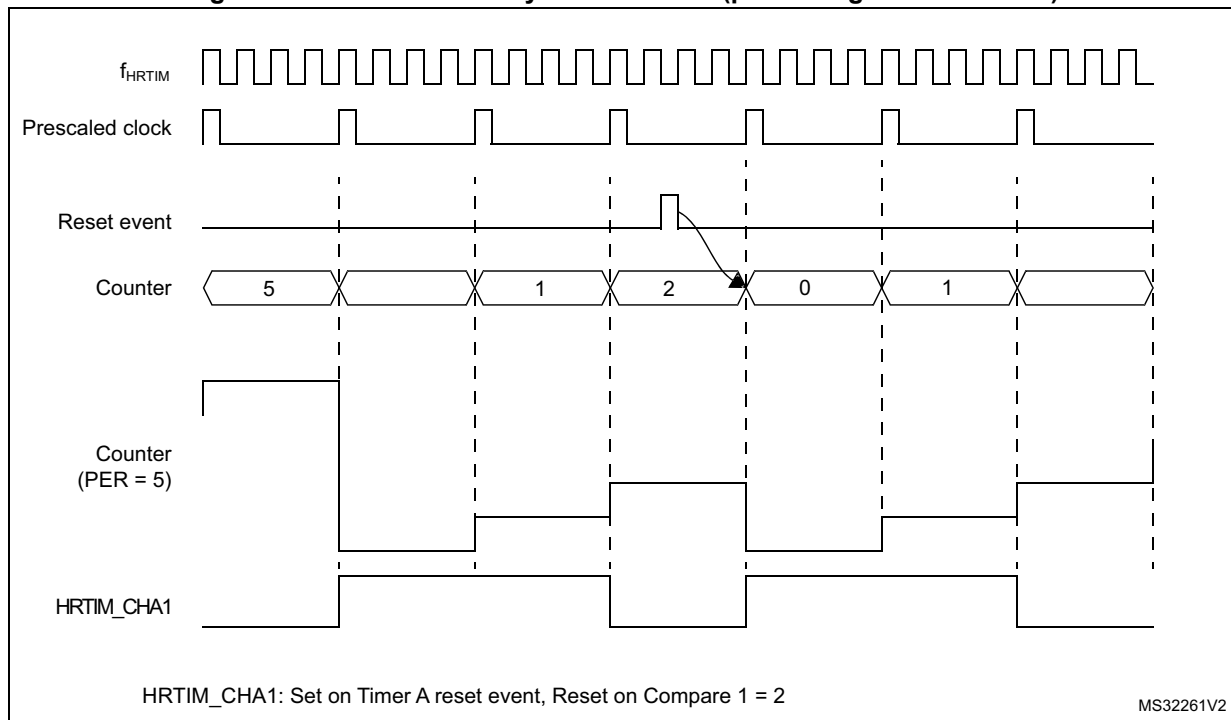 fHRTIM
Prescaled clock
Reset event
Counter 5 1 2 0 1
Counter
(PER = 5)
HRTIM_CHA1
HRTIM_CHA1: Set on Timer A reset event, Reset on Compare 1 = 2
MS32261V2